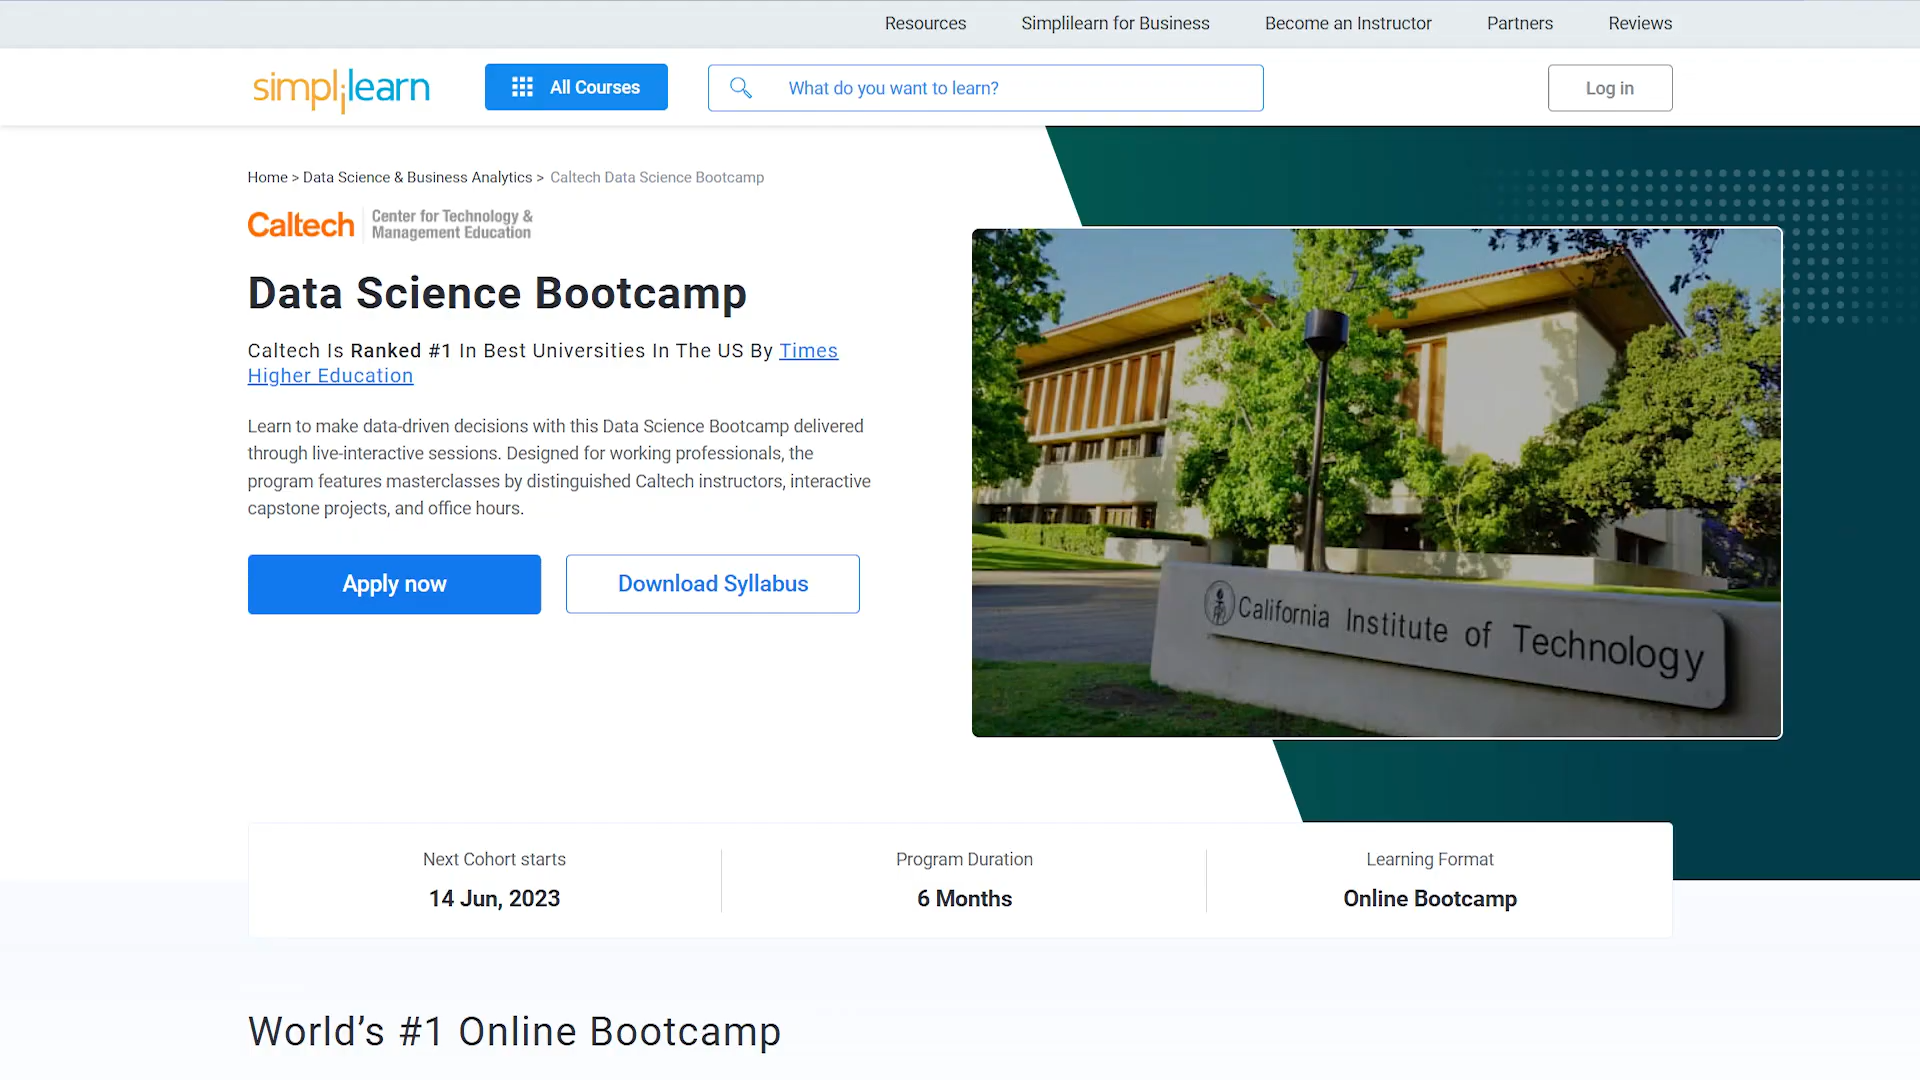 Resources Simplilearn for Business Become an Instructor Partners Reviews
simplilearn All Courses What do you want to learn? Log in
Home > Data Science & Business Analytics > Caltech Data Science Bootcamp
Caltech Center for Technology &
Management Education
Data Science Bootcamp
Caltech Is Ranked #1 In Best Universities In The US By Times
Higher Education
Learn to make data-driven decisions with this Data Science Bootcamp delivered
through live-interactive sessions. Designed for working professionals, the
program features masterclasses by distinguished Caltech instructors, interactive
capstone projects, and office hours.
Apply now Download Syllabus
California Institute of Technology
Next Cohort starts Program Duration Learning Format
14 Jun, 2023 6 Months Online Bootcamp
World’s #1 Online Bootcamp